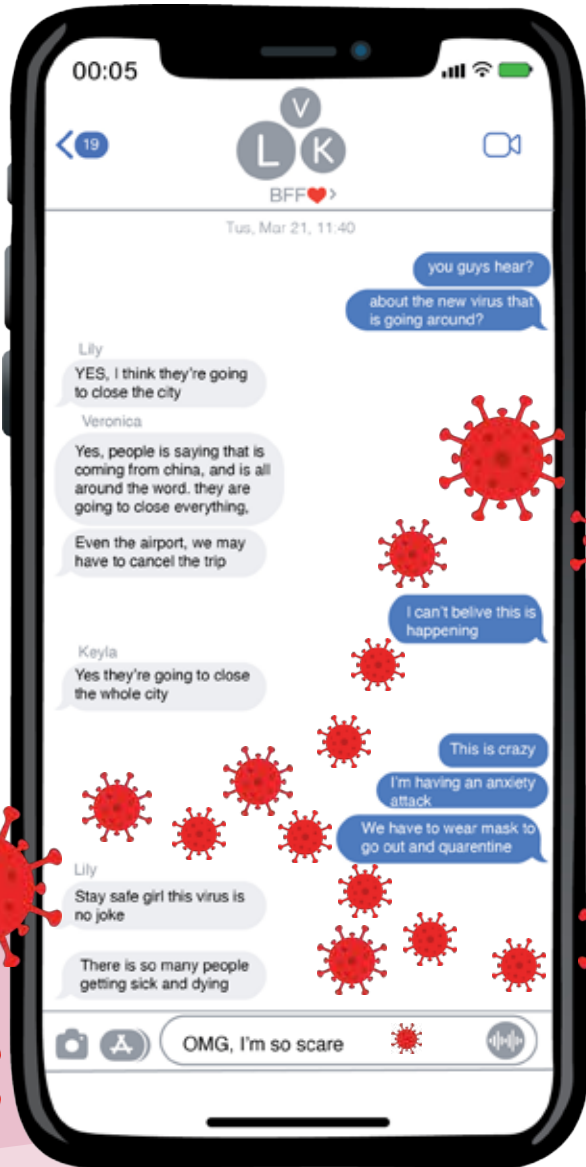 00:05
19
V
L K
BFF❤️>
Tus, Mar 21, 11:40
you guys hear?
about the new virus that
is going around?
Lily
YES, I think they're going
to close the city
Veronica
Yes, people is saying that is
coming from china, and is all
around the word. they are
going to close everything,
Even the airport, we may
have to cancel the trip
I can't belive this is
happening
Keyla
Yes they're going to close
the whole city
This is crazy
I'm having an anxiety
attack
We have to wear mask to
go out and quarentine
Lily
Stay safe girl this virus is
no joke
There is so many people
getting sick and dying
OMG, I'm so scare